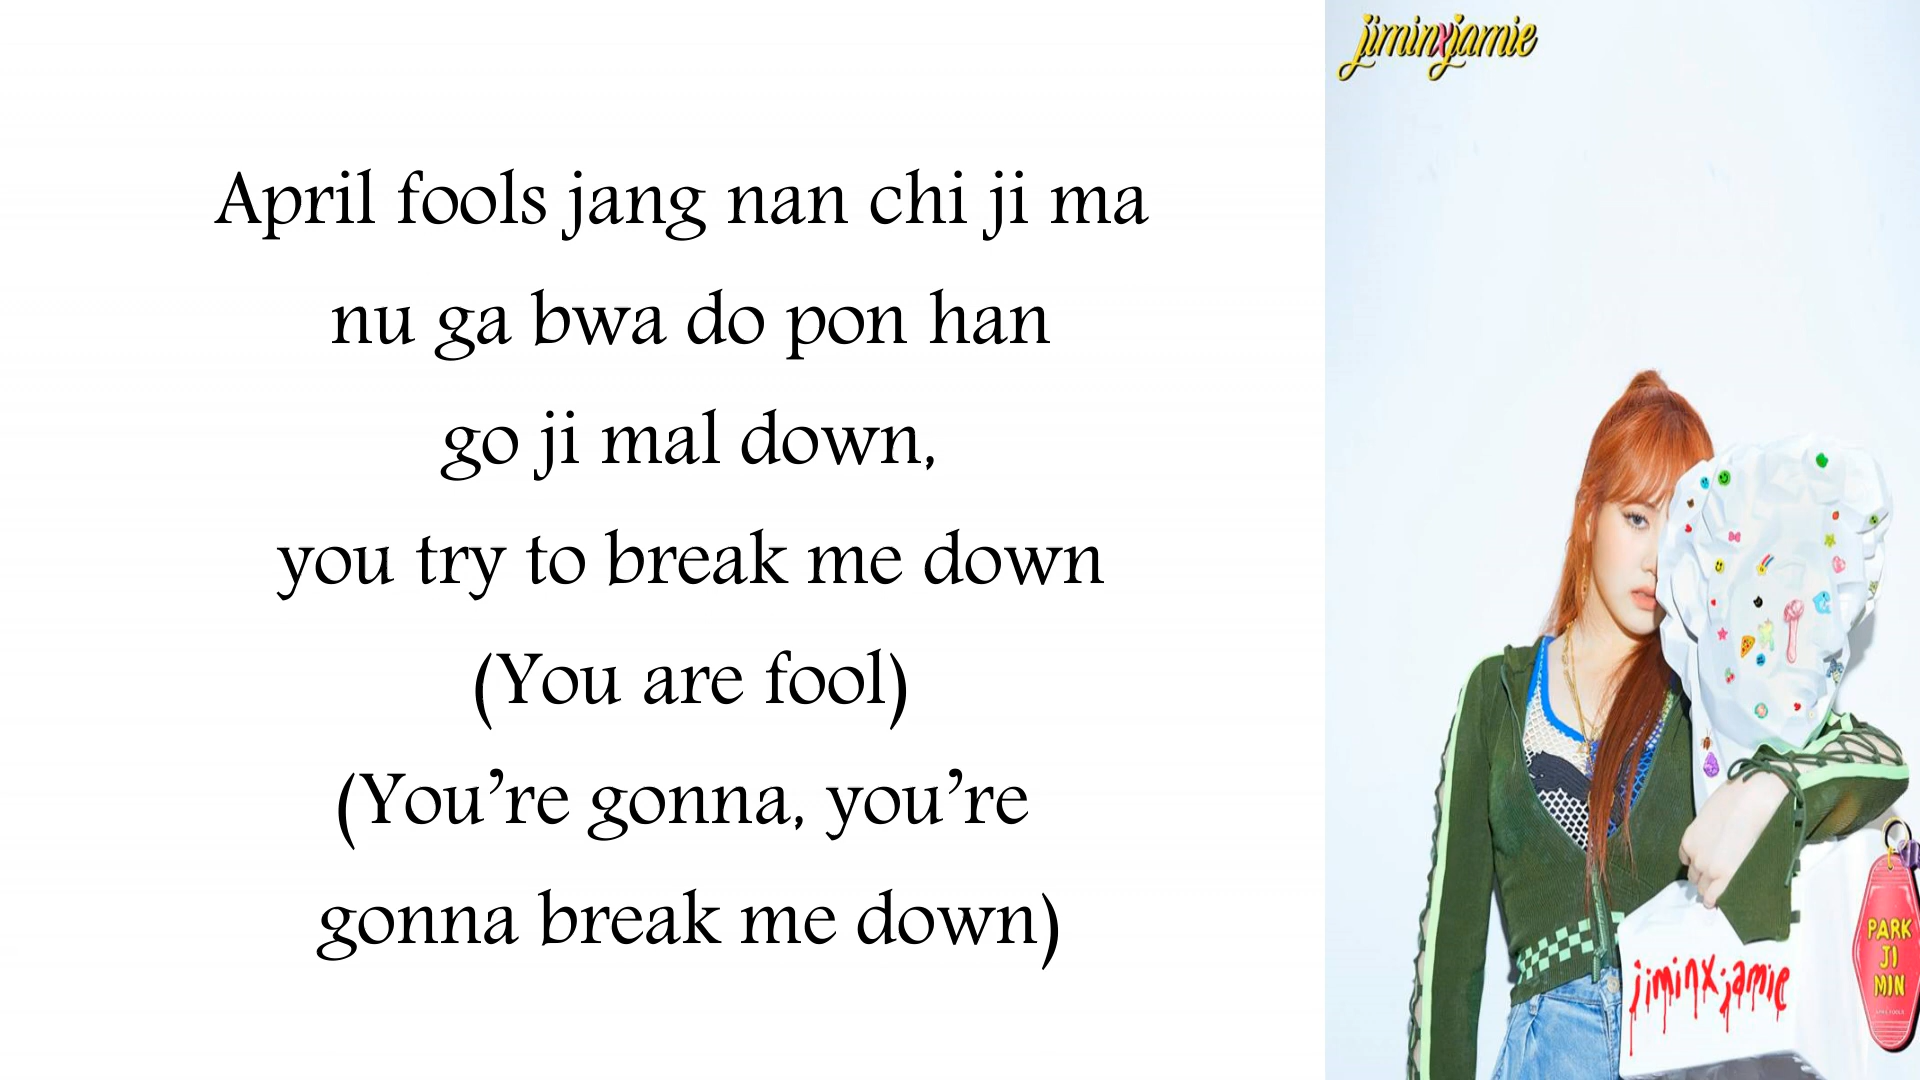 April fools jang nan chi ji ma
nu ga bwa do pon han
go ji mal down,
you try to break me down
(You are fool)
(You’re gonna, you’re
gonna break me down)
jiminxjamie
jiminxjamie
PARK
JI
MIN